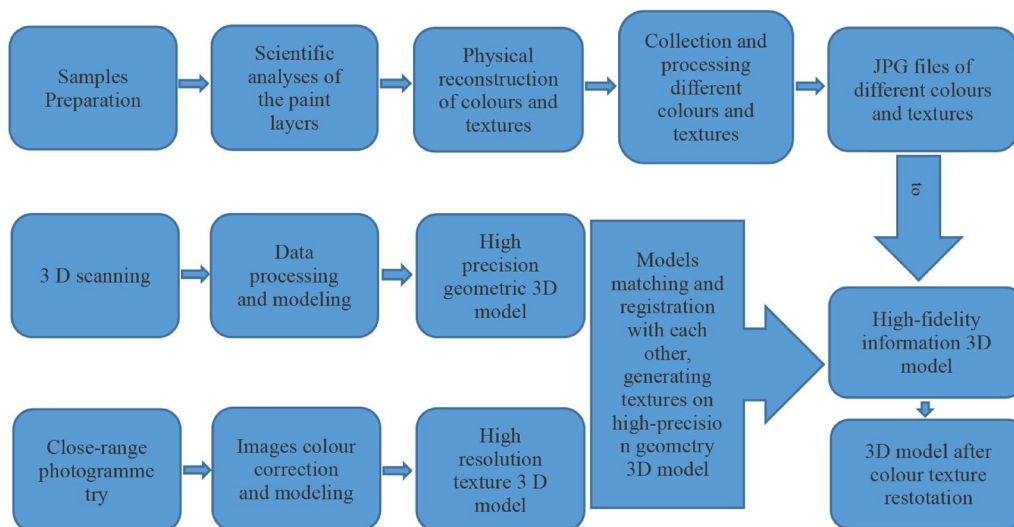 Samples
Preparation
Scientific
analyses of
the paint
layers
Physical
reconstruction
of colours and
textures
Collection and
processing
different
colours and
textures
JPG files of
different colours
and textures
to
3 D scanning
Data
processing
and modeling
High
precision
geometric 3D
model
Models
matching and
registration
with each
other,
generating
textures on
high-precisio
n geometry
3D model
High-fidelity
information 3D
model
Close-range
photogramme
try
Images colour
correction
and modeling
High
resolution
texture 3 D
model
3D model after
colour texture
restotation